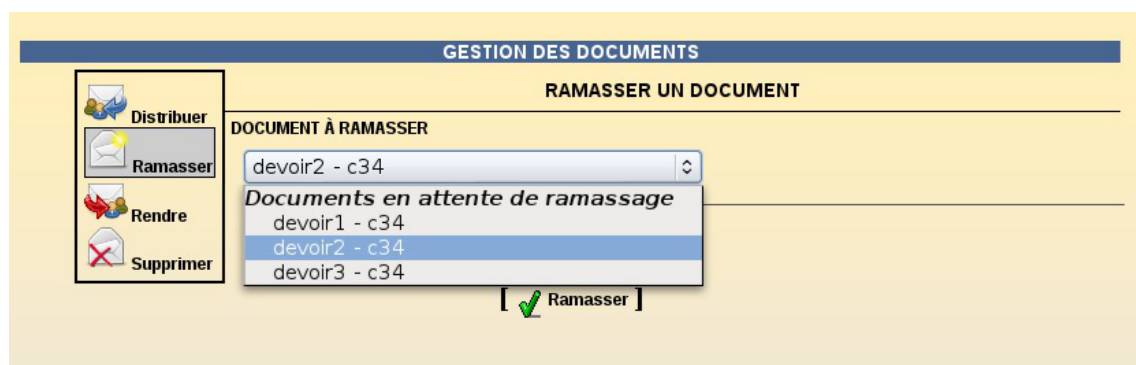 GESTION DES DOCUMENTS
RAMASSER UN DOCUMENT
Distribuer
Ramasser
Rendre
Supprimer
DOCUMENT À RAMASSER
devoir2 - c34
Documents en attente de ramassage
devoir1 - c34
devoir2 - c34
devoir3 - c34
[ Ramasser ]